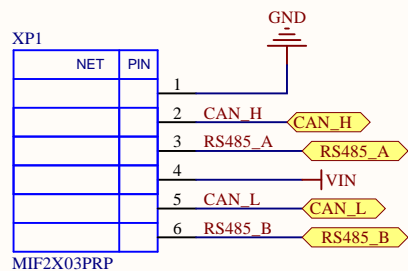 GND
XP1
NET PIN
1
2 CAN_H CAN_H
3 RS485_A RS485_A
4 VIN
5 CAN_L CAN_L
6 RS485_B RS485_B
MIF2X03PRP